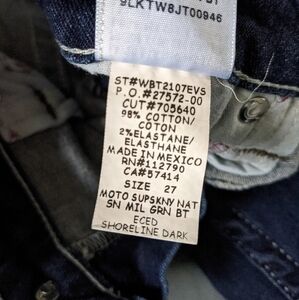 9LKTW8JT00946
ST#WBT2107EVS
P.O.#27572-00
CUT#705640
98% COTTON/
COTON
2%ELASTANE/
ELASTHANE
MADE IN MEXICO
RN#112790
CA#57414
SIZE 27
MOTO SUPSKNY NAT
SN MIL GRN BT
ECED
SHORELINE DARK